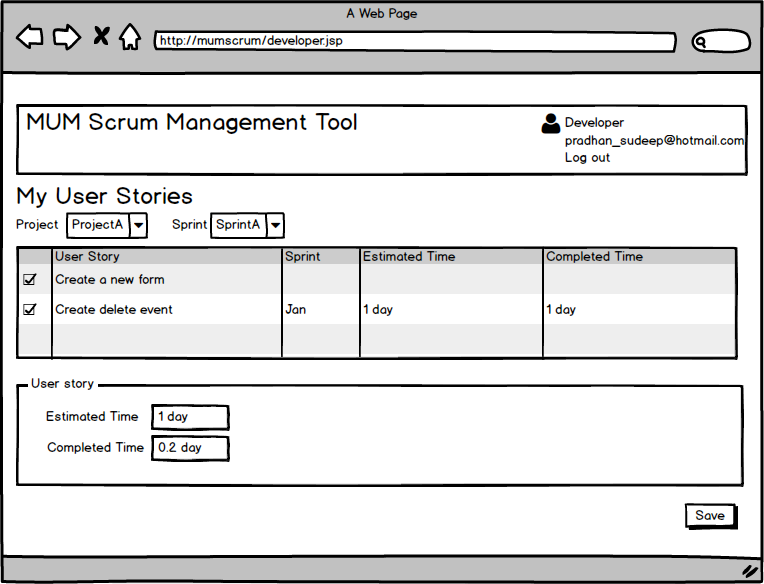 A Web Page
http://mumscrum/developer.jsp
MUM Scrum Management Tool
Developer
pradhan_sudeep@hotmail.com
Log out
My User Stories
Project ProjectA Sprint SprintA
User Story Sprint Estimated Time Completed Time
Create a new form
Create delete event Jan 1 day 1 day
User story
Estimated Time 1 day
Completed Time 0.2 day
Save